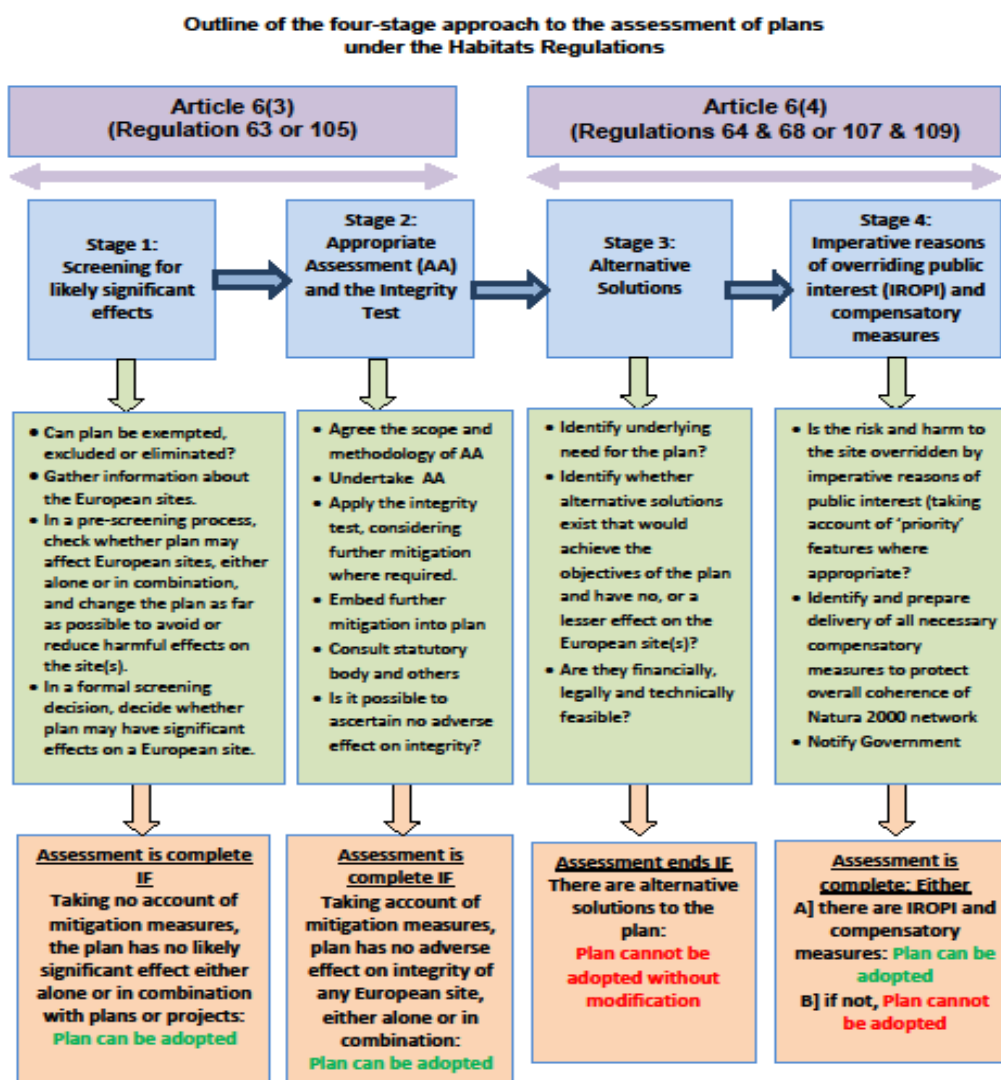 Outline of the four-stage approach to the assessment of plans
under the Habitats Regulations
Article 6(3)
(Regulation 63 or 105)
Article 6(4)
(Regulations 64 & 68 or 107 & 109)
Stage 1:
Screening for
likely significant
effects
Stage 2:
Appropriate
Assessment (AA)
and the Integrity
Test
Stage 3:
Alternative
Solutions
Stage 4:
Imperative reasons
of overriding public
interest (IROPI) and
compensatory
measures
• Can plan be exempted,
excluded or eliminated?
• Gather information about
the European sites.
• In a pre-screening process,
check whether plan may
affect European sites, either
alone or in combination,
and change the plan as far
as possible to avoid or
reduce harmful effects on
the site(s).
• In a formal screening
decision, decide whether
plan may have significant
effects on a European site.
• Agree the scope and
methodology of AA
• Undertake AA
• Apply the integrity
test, considering
further mitigation
where required.
• Embed further
mitigation into plan
• Consult statutory
body and others
• Is it possible to
ascertain no adverse
effect on integrity?
• Identify underlying
need for the plan?
• Identify whether
alternative solutions
exist that would
achieve the
objectives of the plan
and have no, or a
lesser effect on the
European site(s)?
• Are they financially,
legally and technically
feasible?
• Is the risk and harm to
the site overridden by
imperative reasons of
public interest (taking
account of ‘priority’
features where
appropriate?
• Identify and prepare
delivery of all necessary
compensatory
measures to protect
overall coherence of
Natura 2000 network
• Notify Government
Assessment is complete
IF
Taking no account of
mitigation measures,
the plan has no likely
significant effect either
alone or in combination
with plans or projects:
Plan can be adopted
Assessment is
complete IF
Taking account of
mitigation measures,
plan has no adverse
effect on integrity of
any European site,
either alone or in
combination:
Plan can be adopted
Assessment ends IF
There are alternative
solutions to the
plan:
Plan cannot be
adopted without
modification
Assessment is
complete: Either
A] there are IROPI and
compensatory
measures: Plan can be
adopted
B] if not, Plan cannot
be adopted